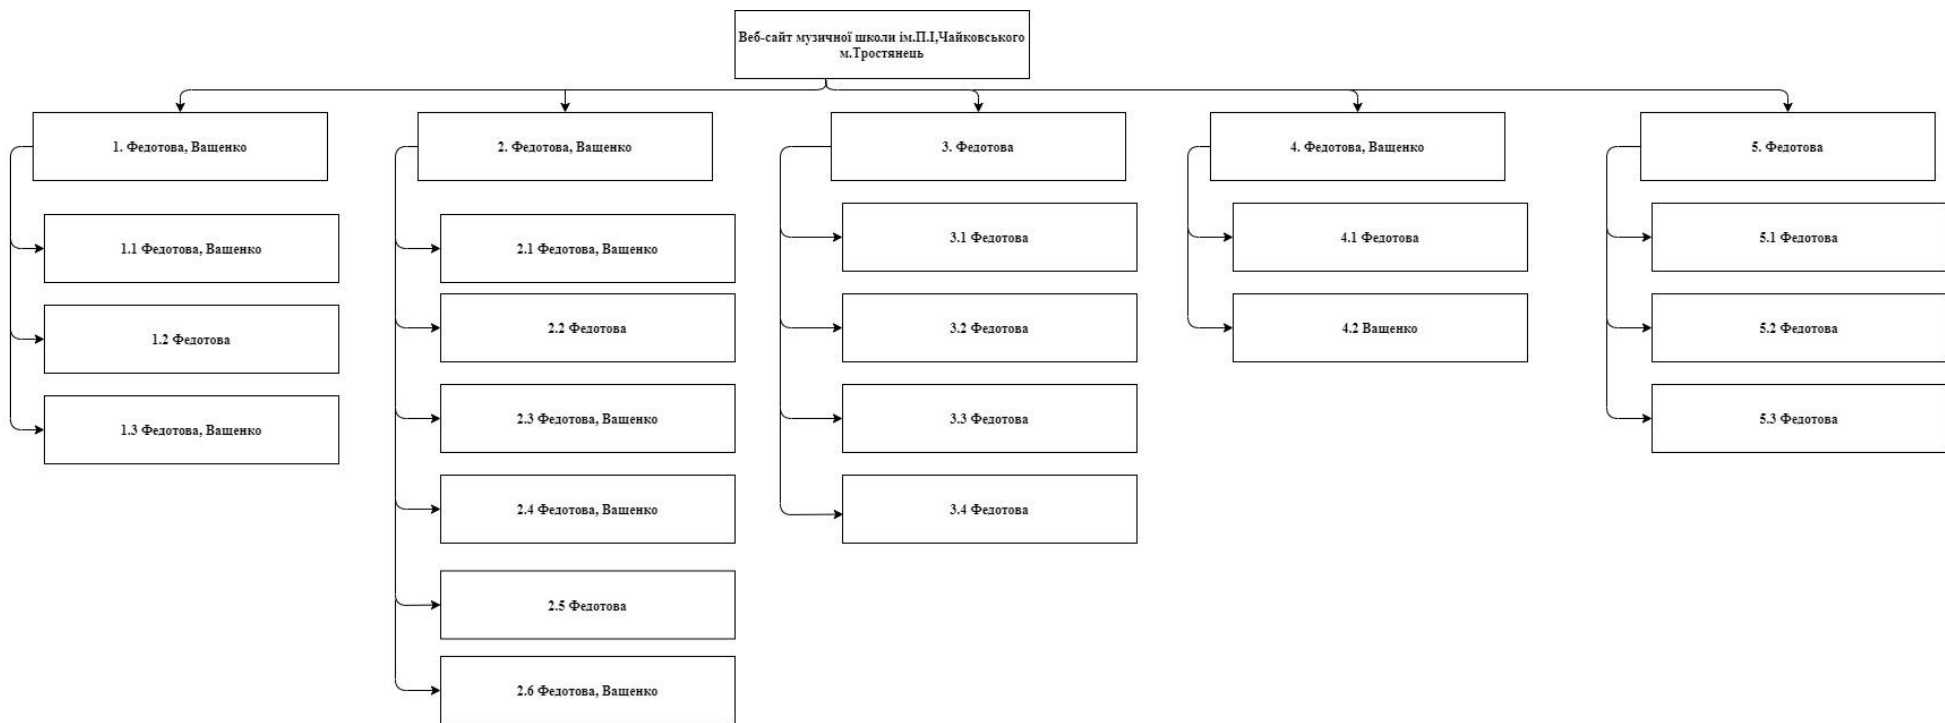 Веб-сайт музичної школи ім.П.І,Чайковського
м.Тростянець
1. Федотова, Ващенко
2. Федотова, Ващенко
3. Федотова
4. Федотова, Ващенко
5. Федотова
1.1 Федотова, Ващенко
1.2 Федотова
1.3 Федотова, Ващенко
2.1 Федотова, Ващенко
2.2 Федотова
2.3 Федотова, Ващенко
2.4 Федотова, Ващенко
2.5 Федотова
2.6 Федотова, Ващенко
3.1 Федотова
3.2 Федотова
3.3 Федотова
3.4 Федотова
4.1 Федотова
4.2 Ващенко
5.1 Федотова
5.2 Федотова
5.3 Федотова